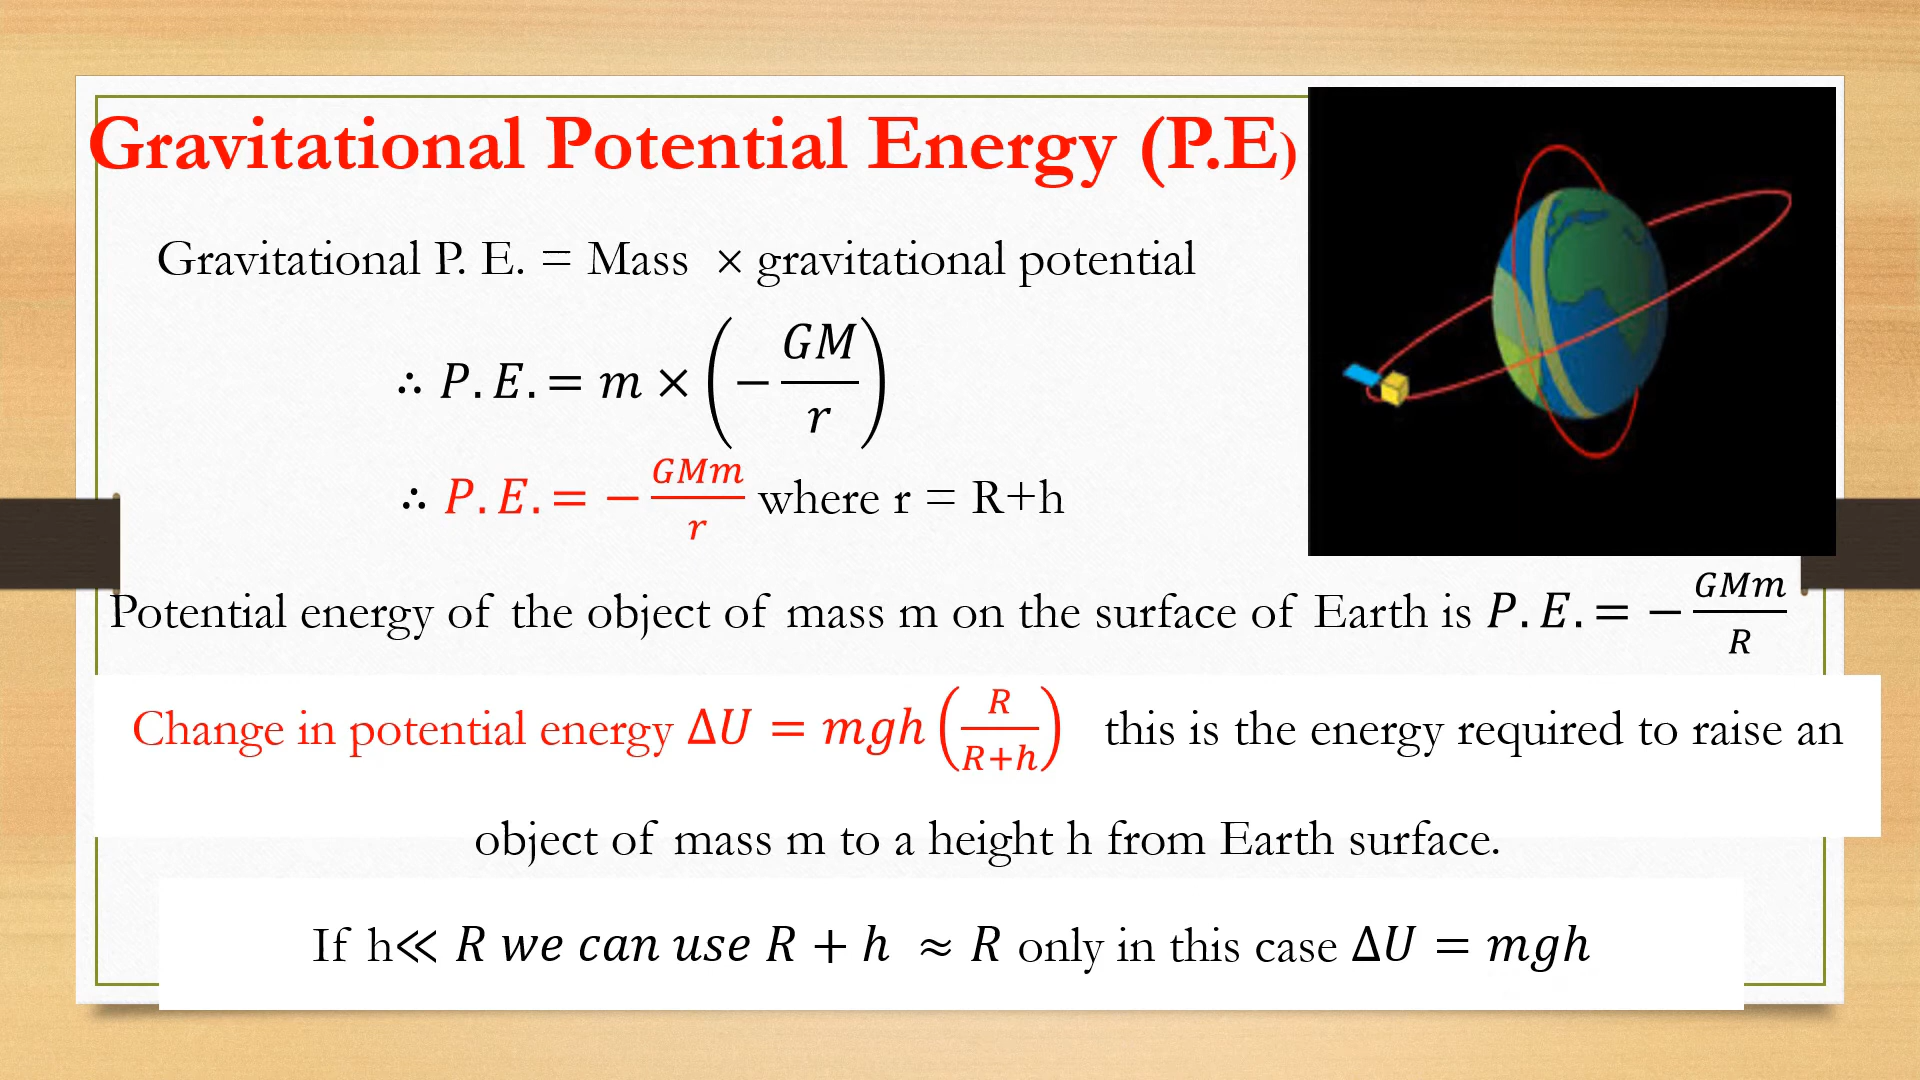 Gravitational Potential Energy (P.E)
Gravitational P. E. = Mass × gravitational potential
∴ P.E. = m × (−GM/r)
∴ P.E. = −GMm/r where r = R+h
Potential energy of the object of mass m on the surface of Earth is P.E. = −GMm/R
Change in potential energy ΔU = mgh(R/R+h) this is the energy required to raise an
object of mass m to a height h from Earth surface.
If h≪ R we can use R + h ≈ R only in this case ΔU = mgh